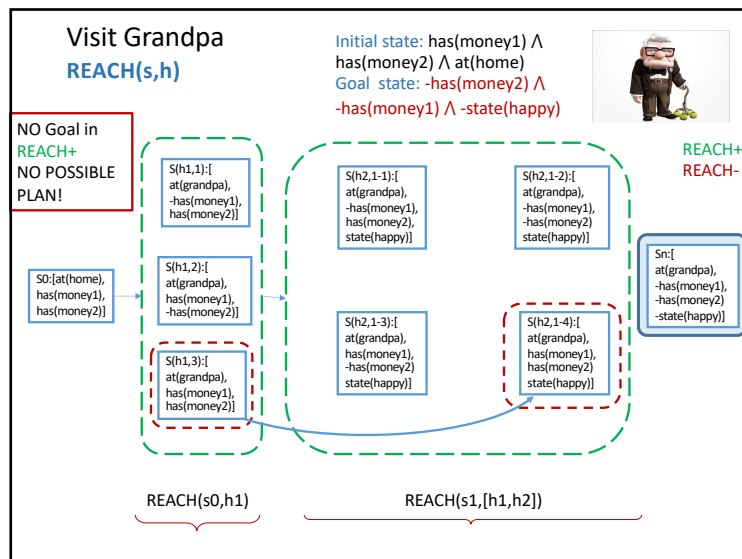 Visit Grandpa
REACH(s,h)
Initial state: has(money1) Λ
has(money2) Λ at(home)
Goal state: -has(money2) Λ
-has(money1) Λ -state(happy)
NO Goal in
REACH+
NO POSSIBLE
PLAN!
REACH+
REACH-
S0:[at(home),
has(money1),
has(money2)]
S(h1,1):[
at(grandpa),
-has(money1),
has(money2)]
S(h1,2):[
at(grandpa),
has(money1),
-has(money2)]
S(h1,3):[
at(grandpa),
has(money1),
has(money2)]
S(h2,1-1):[
at(grandpa),
-has(money1),
has(money2),
state(happy)]
S(h2,1-2):[
at(grandpa),
-has(money1),
-has(money2)
state(happy)]
S(h2,1-3):[
at(grandpa),
has(money1),
-has(money2)
state(happy)]
S(h2,1-4):[
at(grandpa),
has(money1),
has(money2)
state(happy)]
Sn:[
at(grandpa),
-has(money1),
-has(money2)
-state(happy)]
REACH(s0,h1)
REACH(s1,[h1,h2])